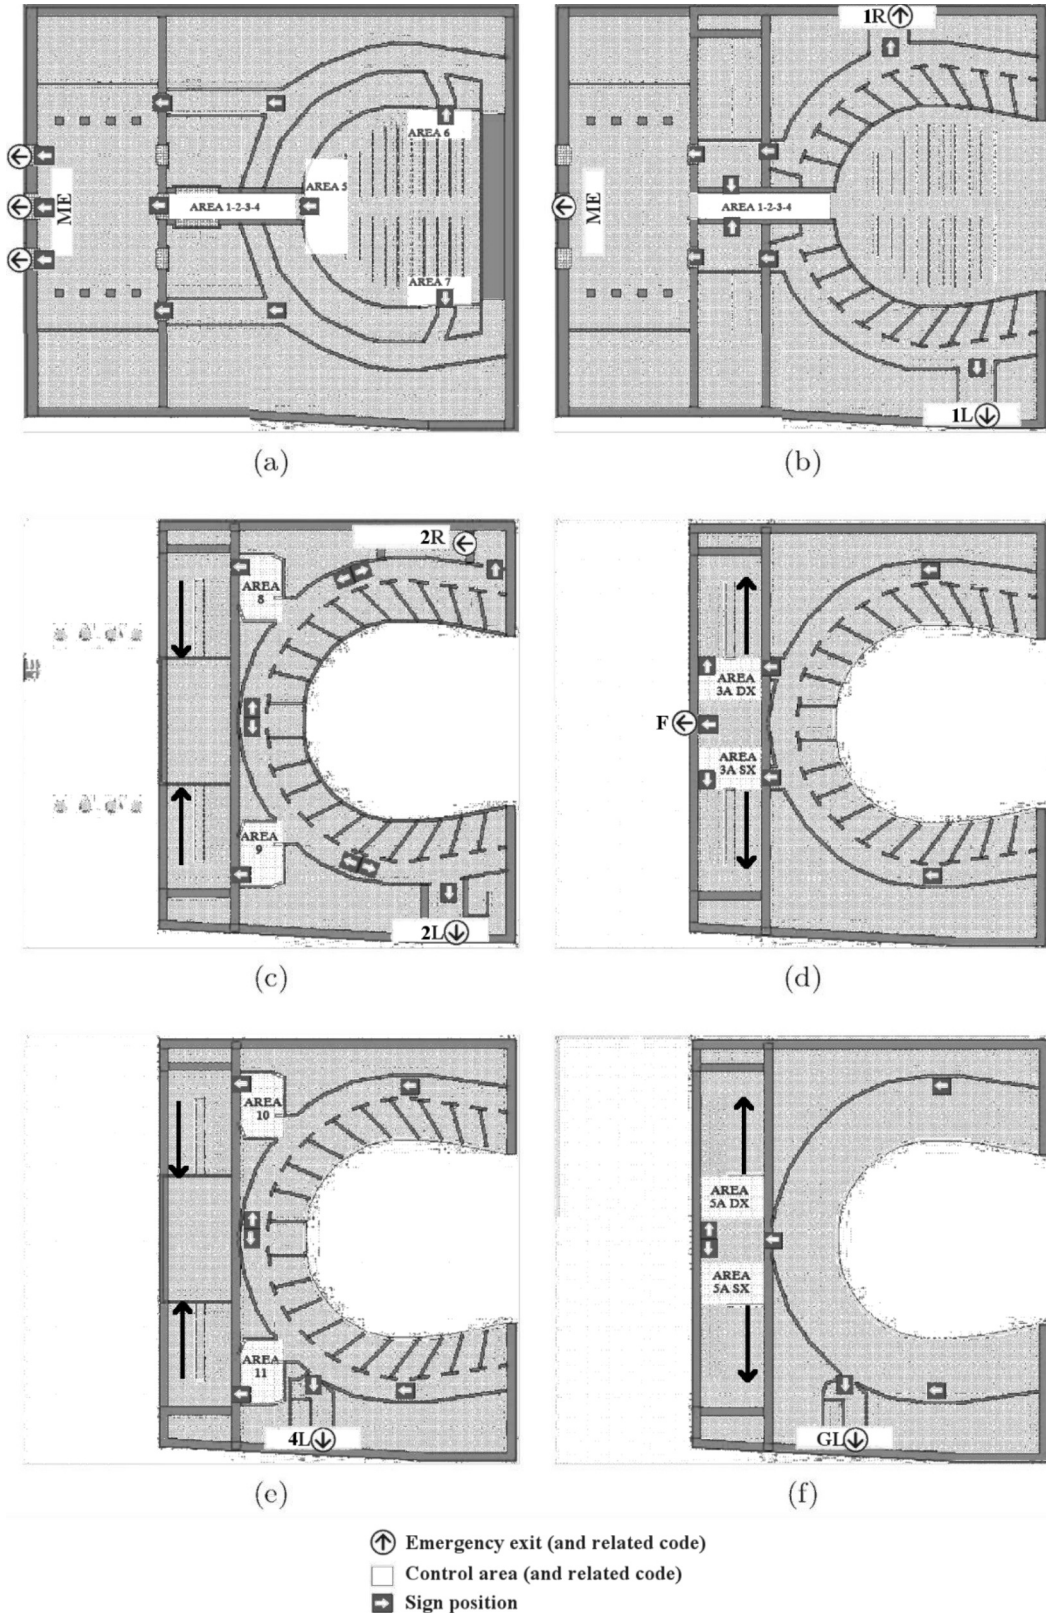 AREA 6
AREA 5
ME
AREA 1-2-3-4
AREA 7
(a)
1R
ME
AREA 1-2-3-4
1L
(b)
2R
AREA
8
AREA
9
2L
(c)
AREA
3A DX
F
AREA
3A SX
(d)
AREA
10
AREA
11
4L
(e)
AREA
5A DX
AREA
5A SX
GL
(f)
Emergency exit (and related code)
Control area (and related code)
Sign position